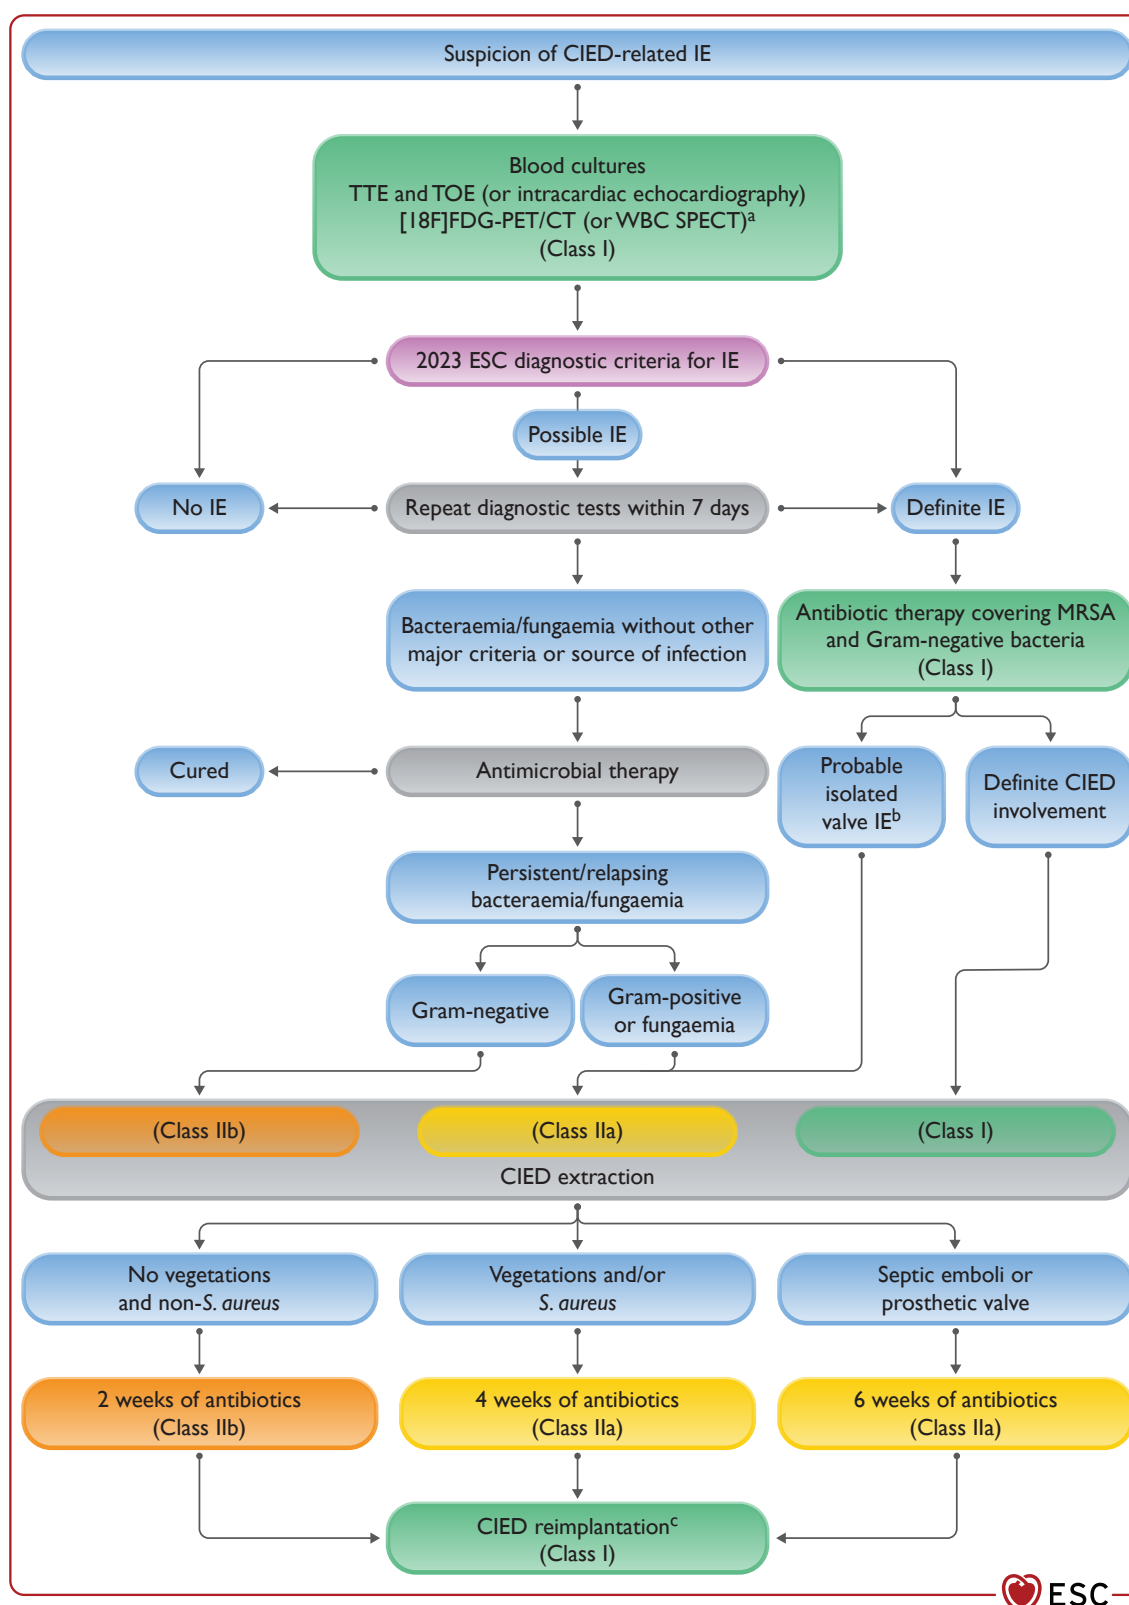 Suspicion of CIED-related IE
Blood cultures
TTE and TOE (or intracardiac echocardiography)
[18F]FDG-PET/CT (or WBC SPECT)a
(Class I)
2023 ESC diagnostic criteria for IE
Possible IE
No IE
Repeat diagnostic tests within 7 days
Definite IE
Bacteraemia/fungaemia without other
major criteria or source of infection
Antibiotic therapy covering MRSA
and Gram-negative bacteria
(Class I)
Cured
Antimicrobial therapy
Probable
isolated
valve IEb
Definite CIED
involvement
Persistent/relapsing
bacteraemia/fungaemia
Gram-negative
Gram-positive
or fungaemia
(Class IIb)
(Class IIa)
(Class I)
CIED extraction
No vegetations
and non-S. aureus
Vegetations and/or
S. aureus
Septic emboli or
prosthetic valve
2 weeks of antibiotics
(Class IIb)
4 weeks of antibiotics
(Class IIa)
6 weeks of antibiotics
(Class IIa)
CIED reimplantationc
(Class I)
ESC